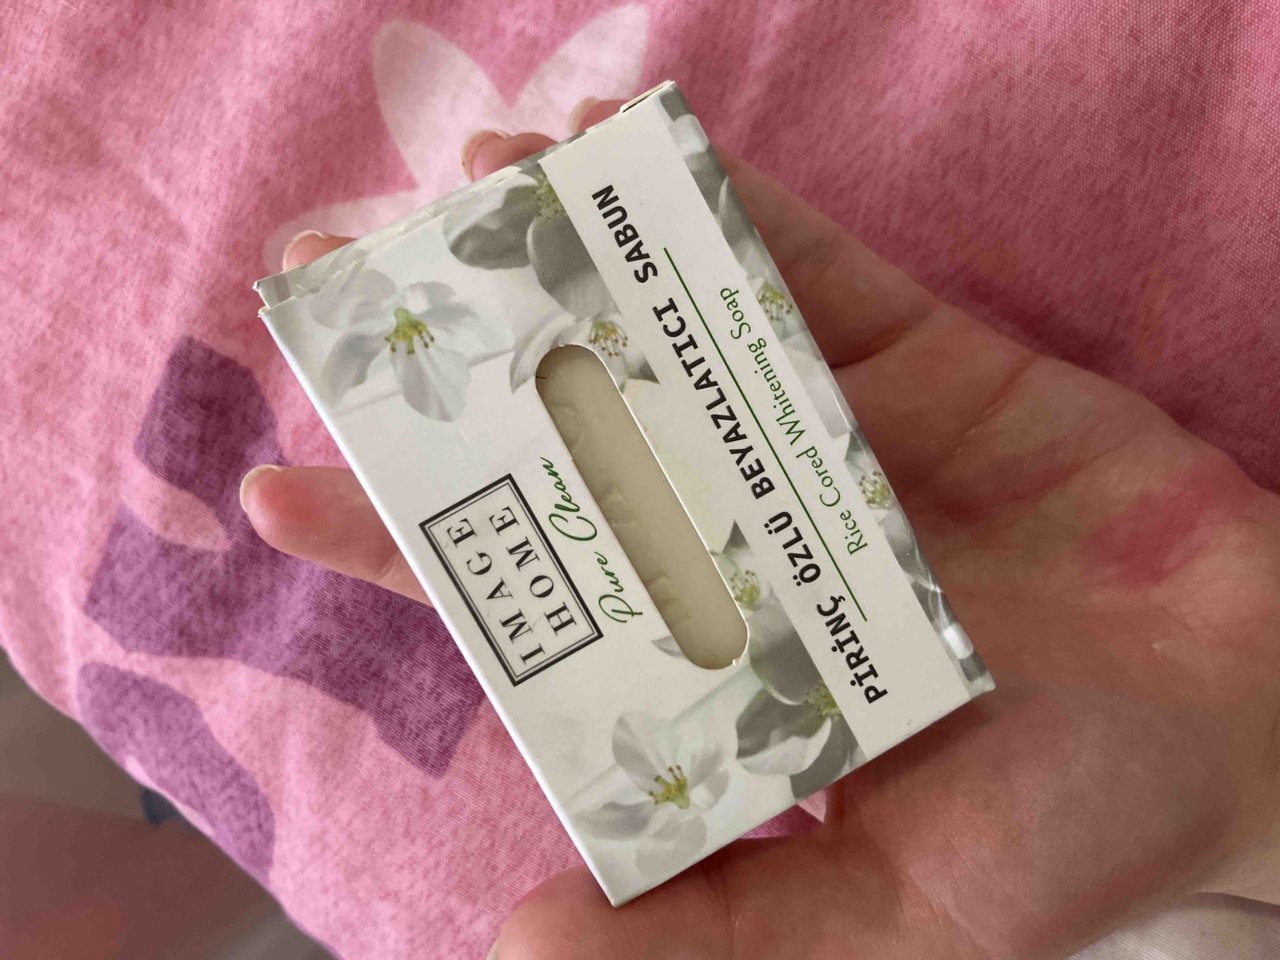 IMAGE
HOME
Pure Clean
PİRİNÇ ÖZLÜ BEYAZLATICI SABUN
Rice Cored Whitening Soap